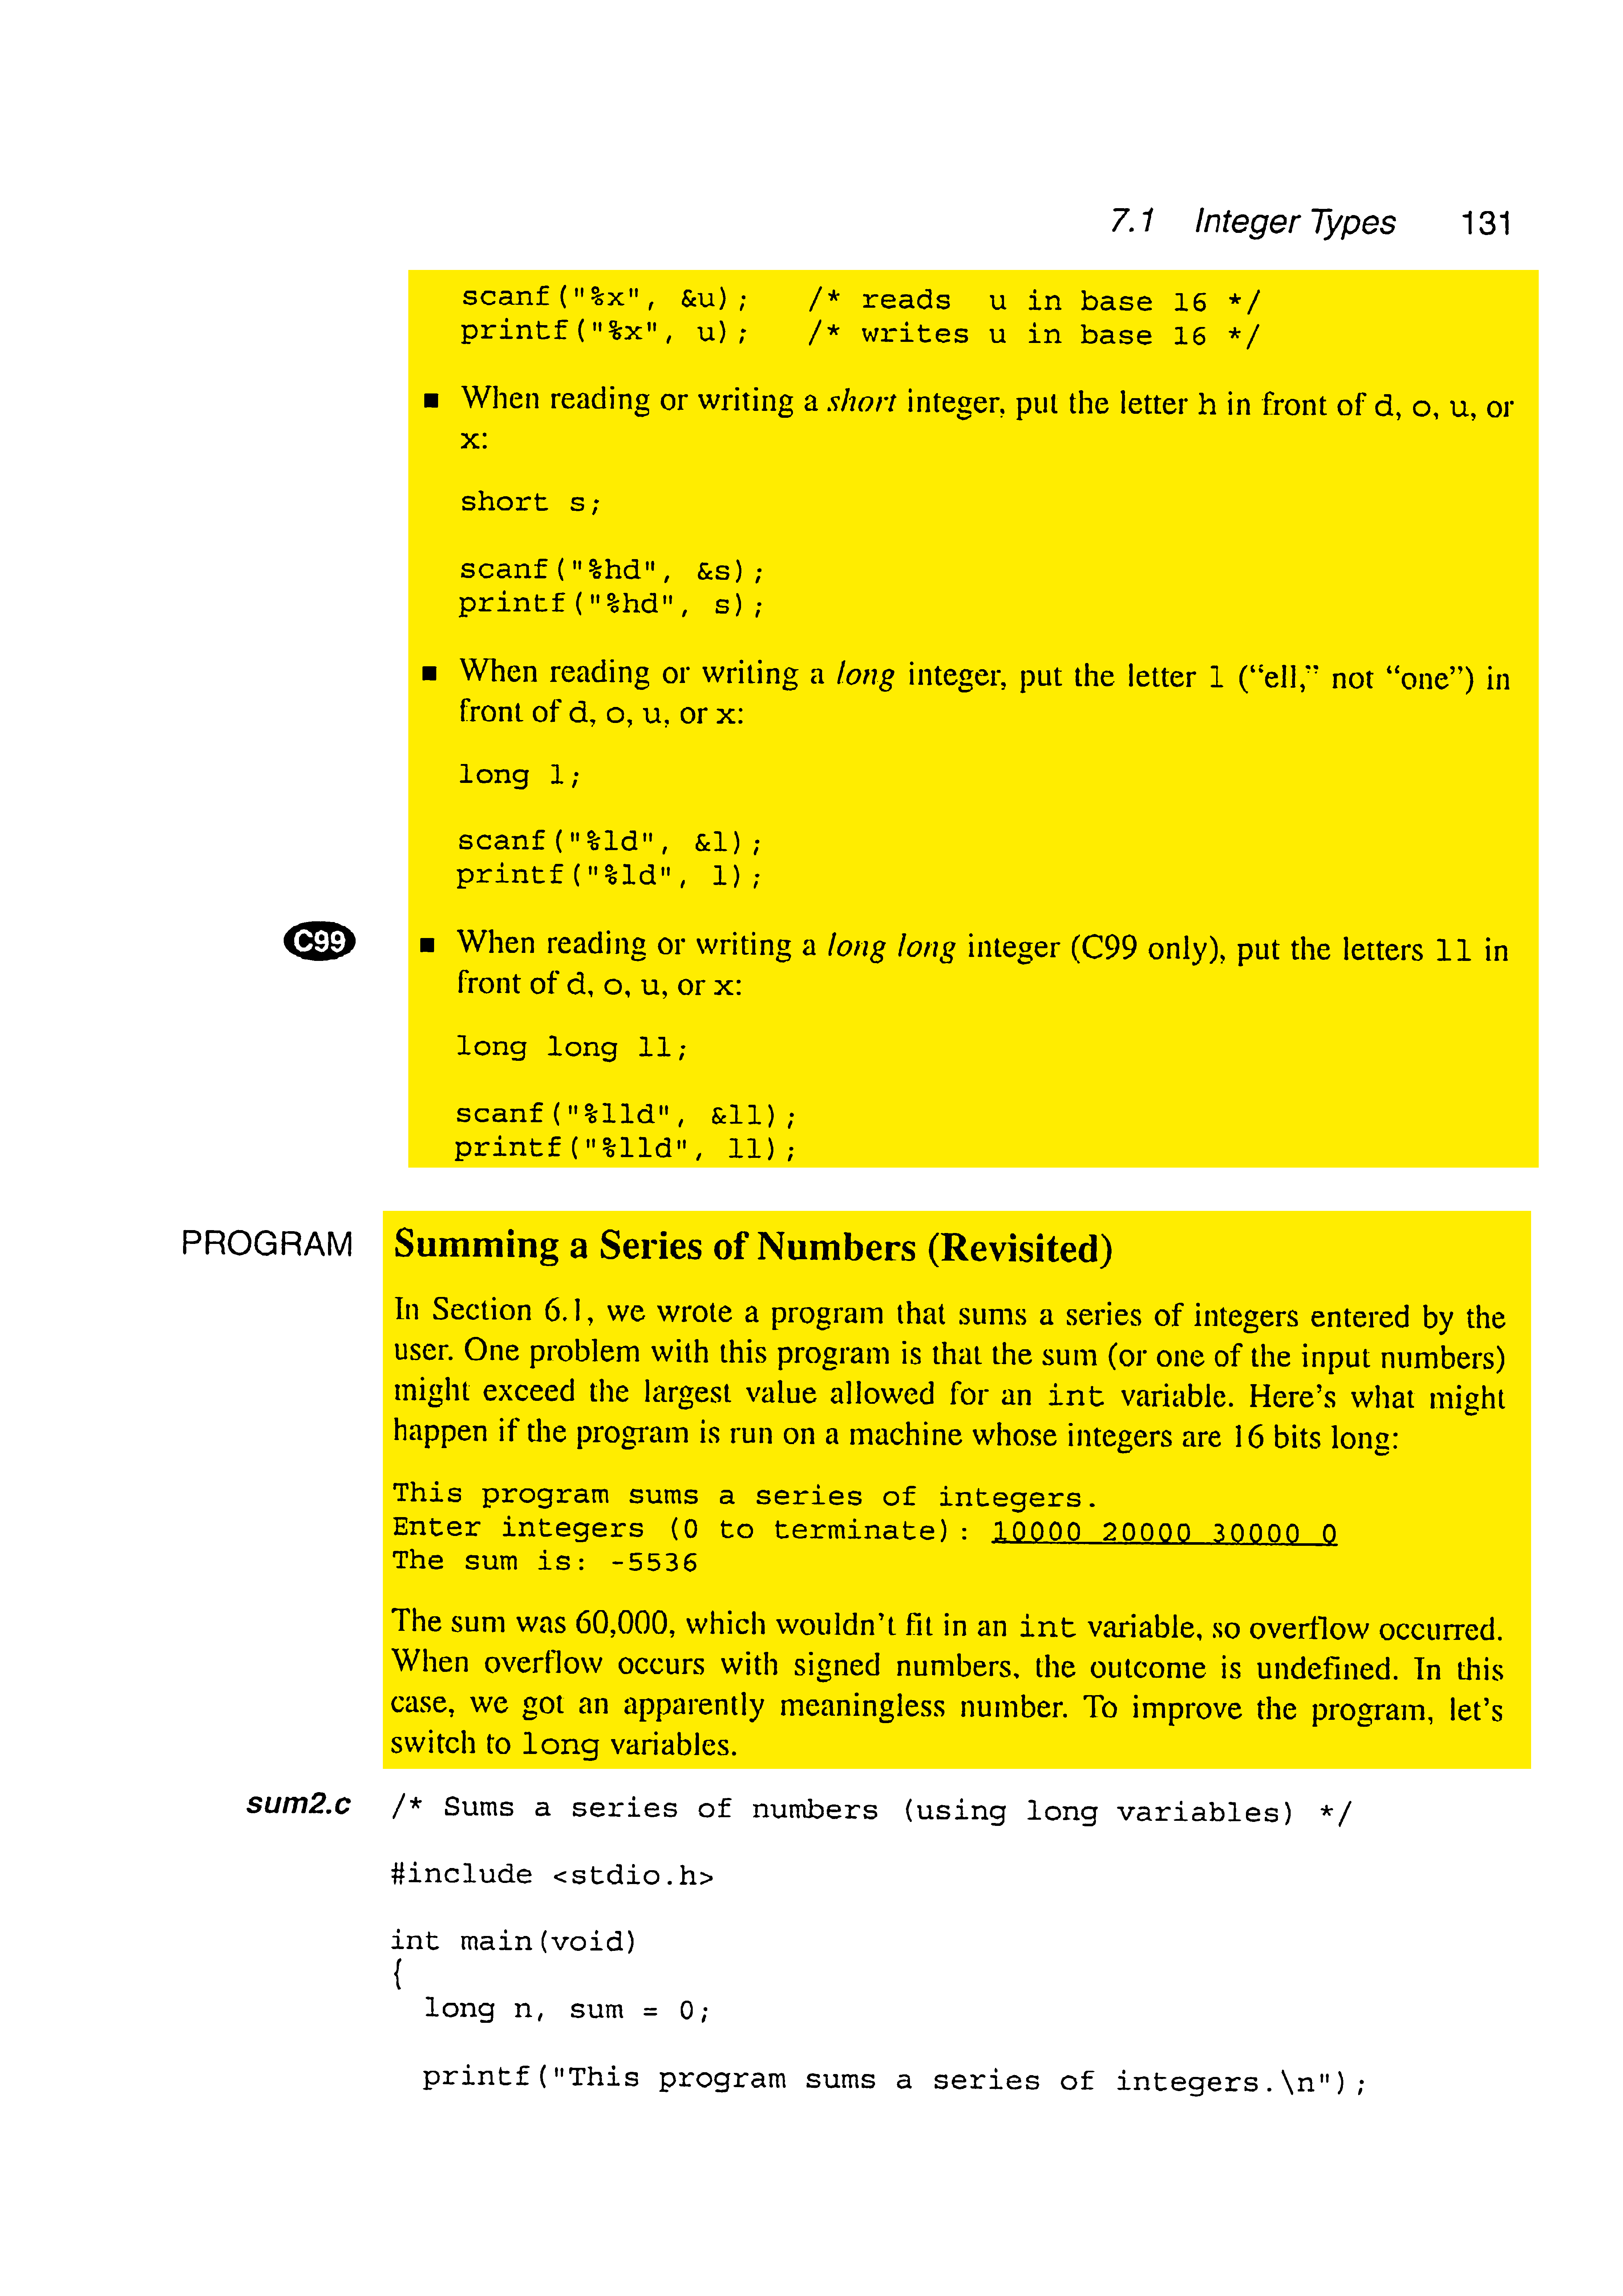 7.1 Integer Types 131
scanf("%x", &u); /* reads u in base 16 */
printf("%x", u); /* writes u in base 16 */
■ When reading or writing a short integer, put the letter h in front of d, o, u, or
x:
short s;
scanf("%hd", &s);
printf("%hd", s);
■ When reading or writing a long integer, put the letter l (“ell,” not “one”) in
front of d, o, u, or x:
long l;
scanf("%ld", &l);
printf("%ld", l);
C99 ■ When reading or writing a long long integer (C99 only), put the letters ll in
front of d, o, u, or x:
long long ll;
scanf("%lld", &ll);
printf("%lld", ll);
PROGRAM Summing a Series of Numbers (Revisited)
In Section 6.1, we wrote a program that sums a series of integers entered by the
user. One problem with this program is that the sum (or one of the input numbers)
might exceed the largest value allowed for an int variable. Here’s what might
happen if the program is run on a machine whose integers are 16 bits long:
This program sums a series of integers.
Enter integers (0 to terminate): 10000 20000 30000 0
The sum is: -5536
The sum was 60,000, which wouldn’t fit in an int variable, so overflow occurred.
When overflow occurs with signed numbers, the outcome is undefined. In this
case, we got an apparently meaningless number. To improve the program, let’s
switch to long variables.
sum2.c /* Sums a series of numbers (using long variables) */
#include <stdio.h>
int main(void)
{
long n, sum = 0;
printf("This program sums a series of integers.\n");